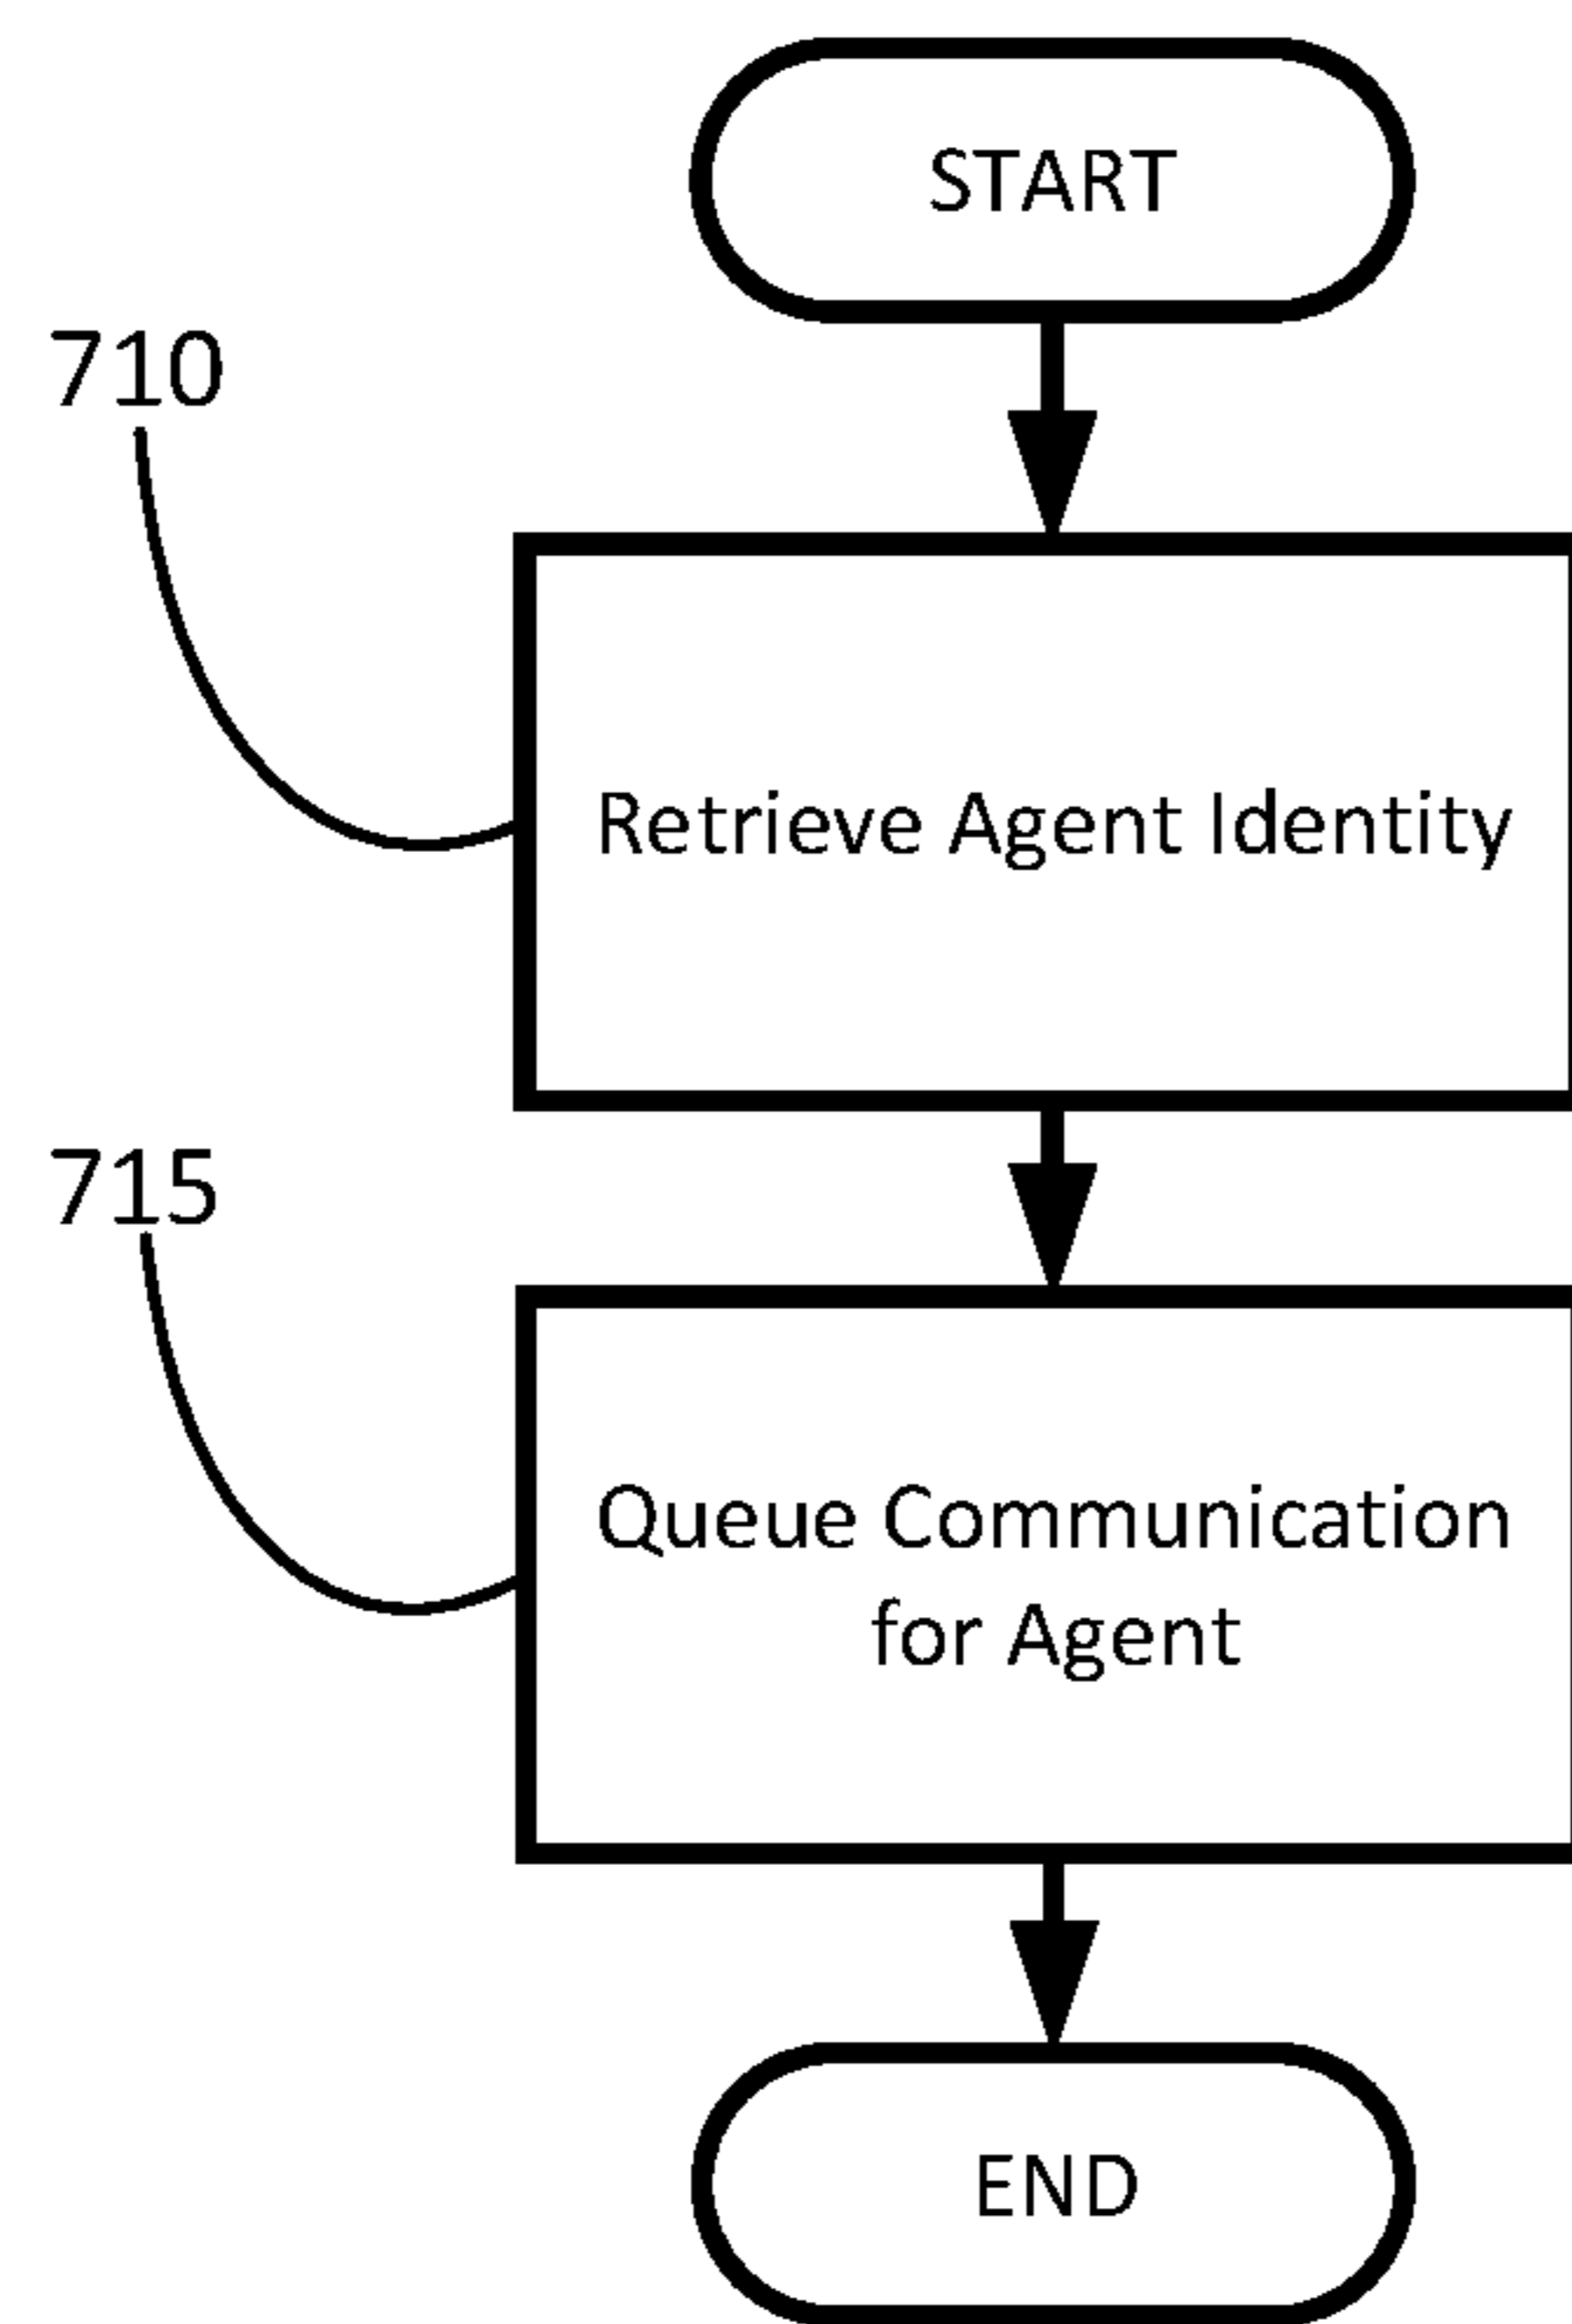 START
710
Retrieve Agent Identity
715
Queue Communication
for Agent
END